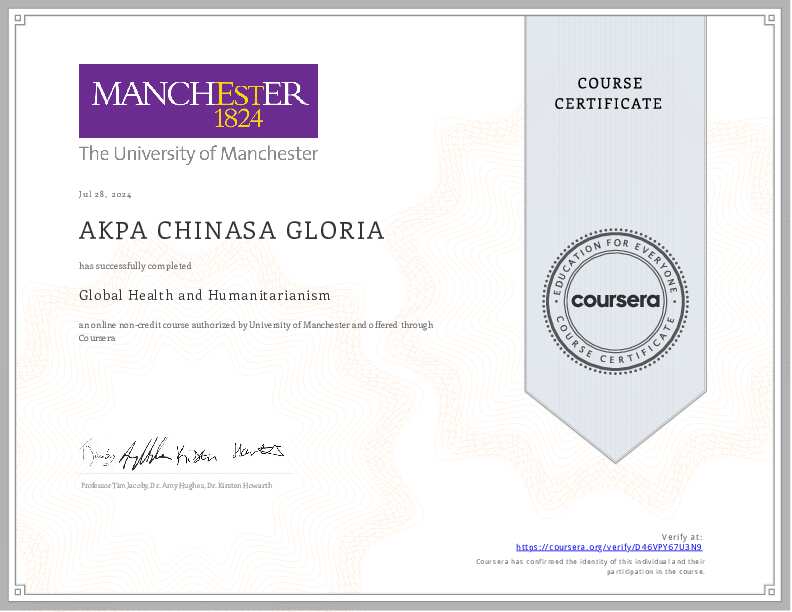 MANCHESTER
1824
The University of Manchester
Jul 28, 2024
AKPA CHINASA GLORIA
has successfully completed
Global Health and Humanitarianism
an online non-credit course authorized by University of Manchester and offered through
Coursera
Professor Tim Jacoby, Dr. Amy Hughes, Dr. Kirsten Howarth
COURSE
CERTIFICATE
EDUCATION FOR EVERYONE
coursera
COURSE CERTIFICATE
Verify at:
https://coursera.org/verify/D46VPY67U3N9
Coursera has confirmed the identity of this individual and their
participation in the course.